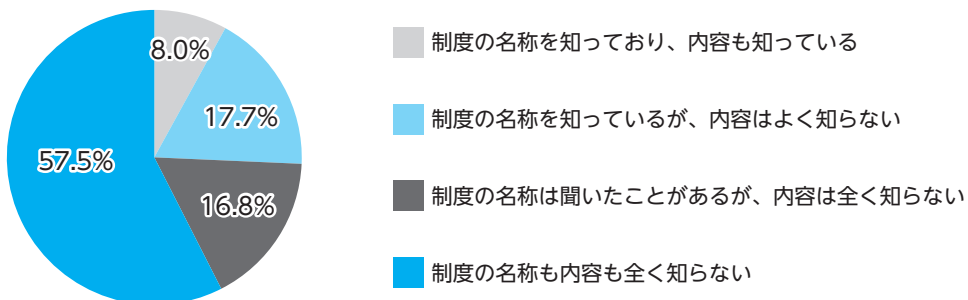 8.0%
17.7%
16.8%
57.5%
制度の名称を知っており、内容も知っている
制度の名称を知っているが、内容はよく知らない
制度の名称は聞いたことがあるが、内容は全く知らない
制度の名称も内容も全く知らない